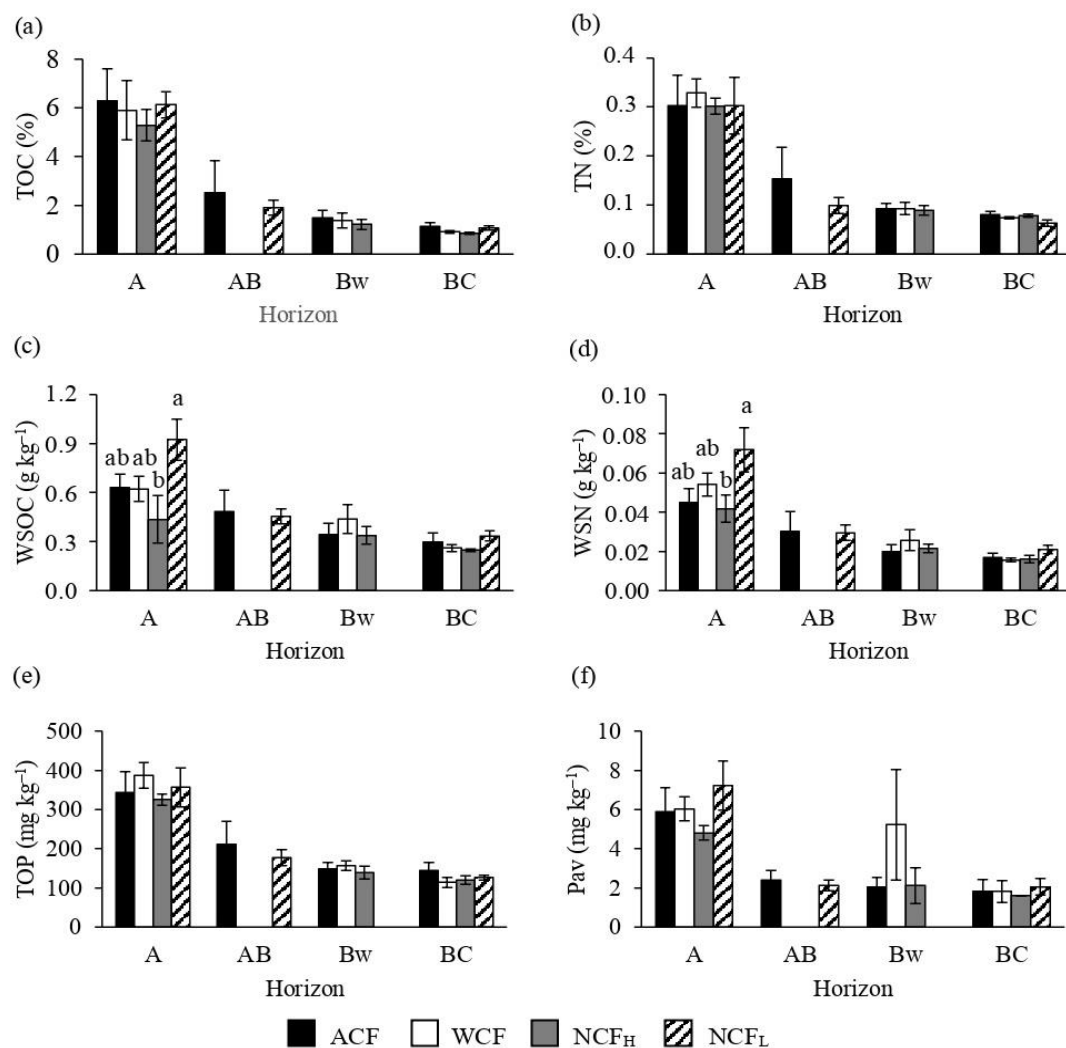 (a)
TOC (%)
8
6
4
2
0
A AB Bw BC
Horizon
(b)
TN (%)
0.4
0.3
0.2
0.1
0.0
A AB Bw BC
Horizon
(c)
WSOC (g kg⁻¹)
1.2
0.9
0.6
0.3
0.0
a
ab ab
b
A AB Bw BC
Horizon
(d)
WSN (g kg⁻¹)
0.10
0.08
0.06
0.04
0.02
0.00
a
ab
ab
b
A AB Bw BC
Horizon
(e)
TOP (mg kg⁻¹)
500
400
300
200
100
0
A AB Bw BC
Horizon
(f)
Pav (mg kg⁻¹)
10
8
6
4
2
0
A AB Bw BC
Horizon
ACF WCF NCF_H NCF_L